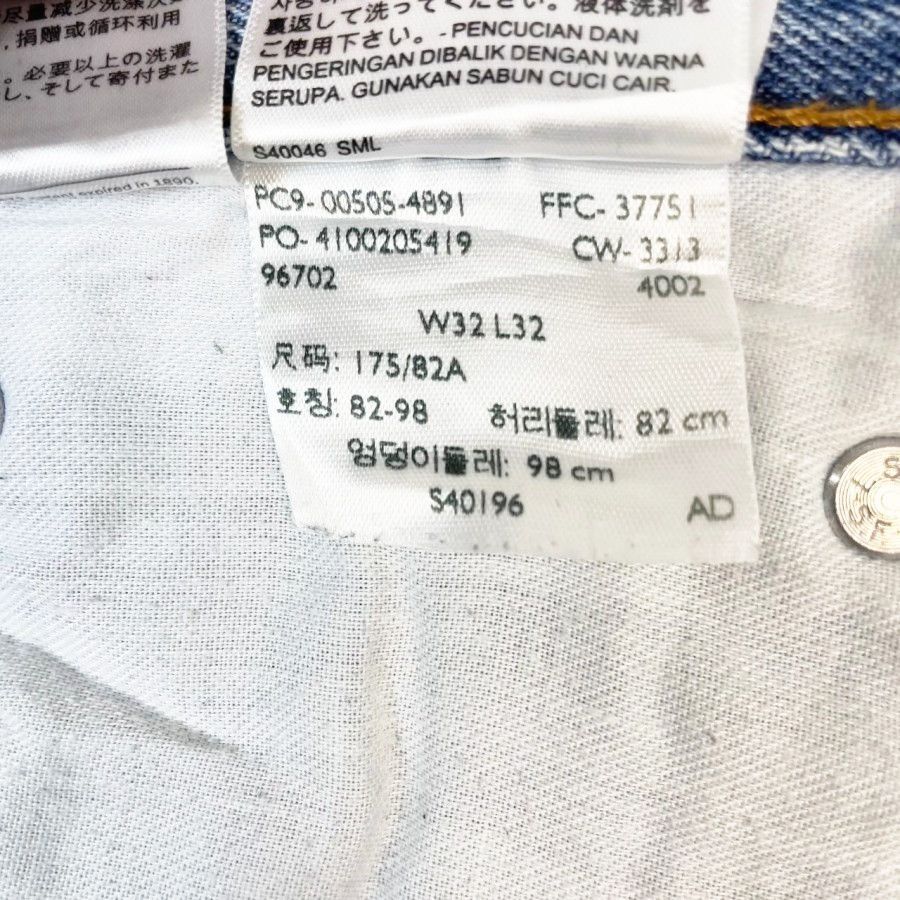 尽量减少洗涤次
捐赠或循环利用
。必要以上の洗濯
し、そして寄付また
expired in 1890.
裏返して洗ってください。液体洗剤を
ご使用下さい。- PENCUCIAN DAN
PENGERINGAN DIBALIK DENGAN WARNA
SERUPA. GUNAKAN SABUN CUCI CAIR.
S40046 SML
PC9- 00505-4891 FFC- 37751
PO- 4100205419 CW- 3313
96702 4002
W32 L32
尺码: 175/82A
호칭: 82-98 허리둘레: 82 cm
엉덩이둘레: 98 cm
S40196 AD